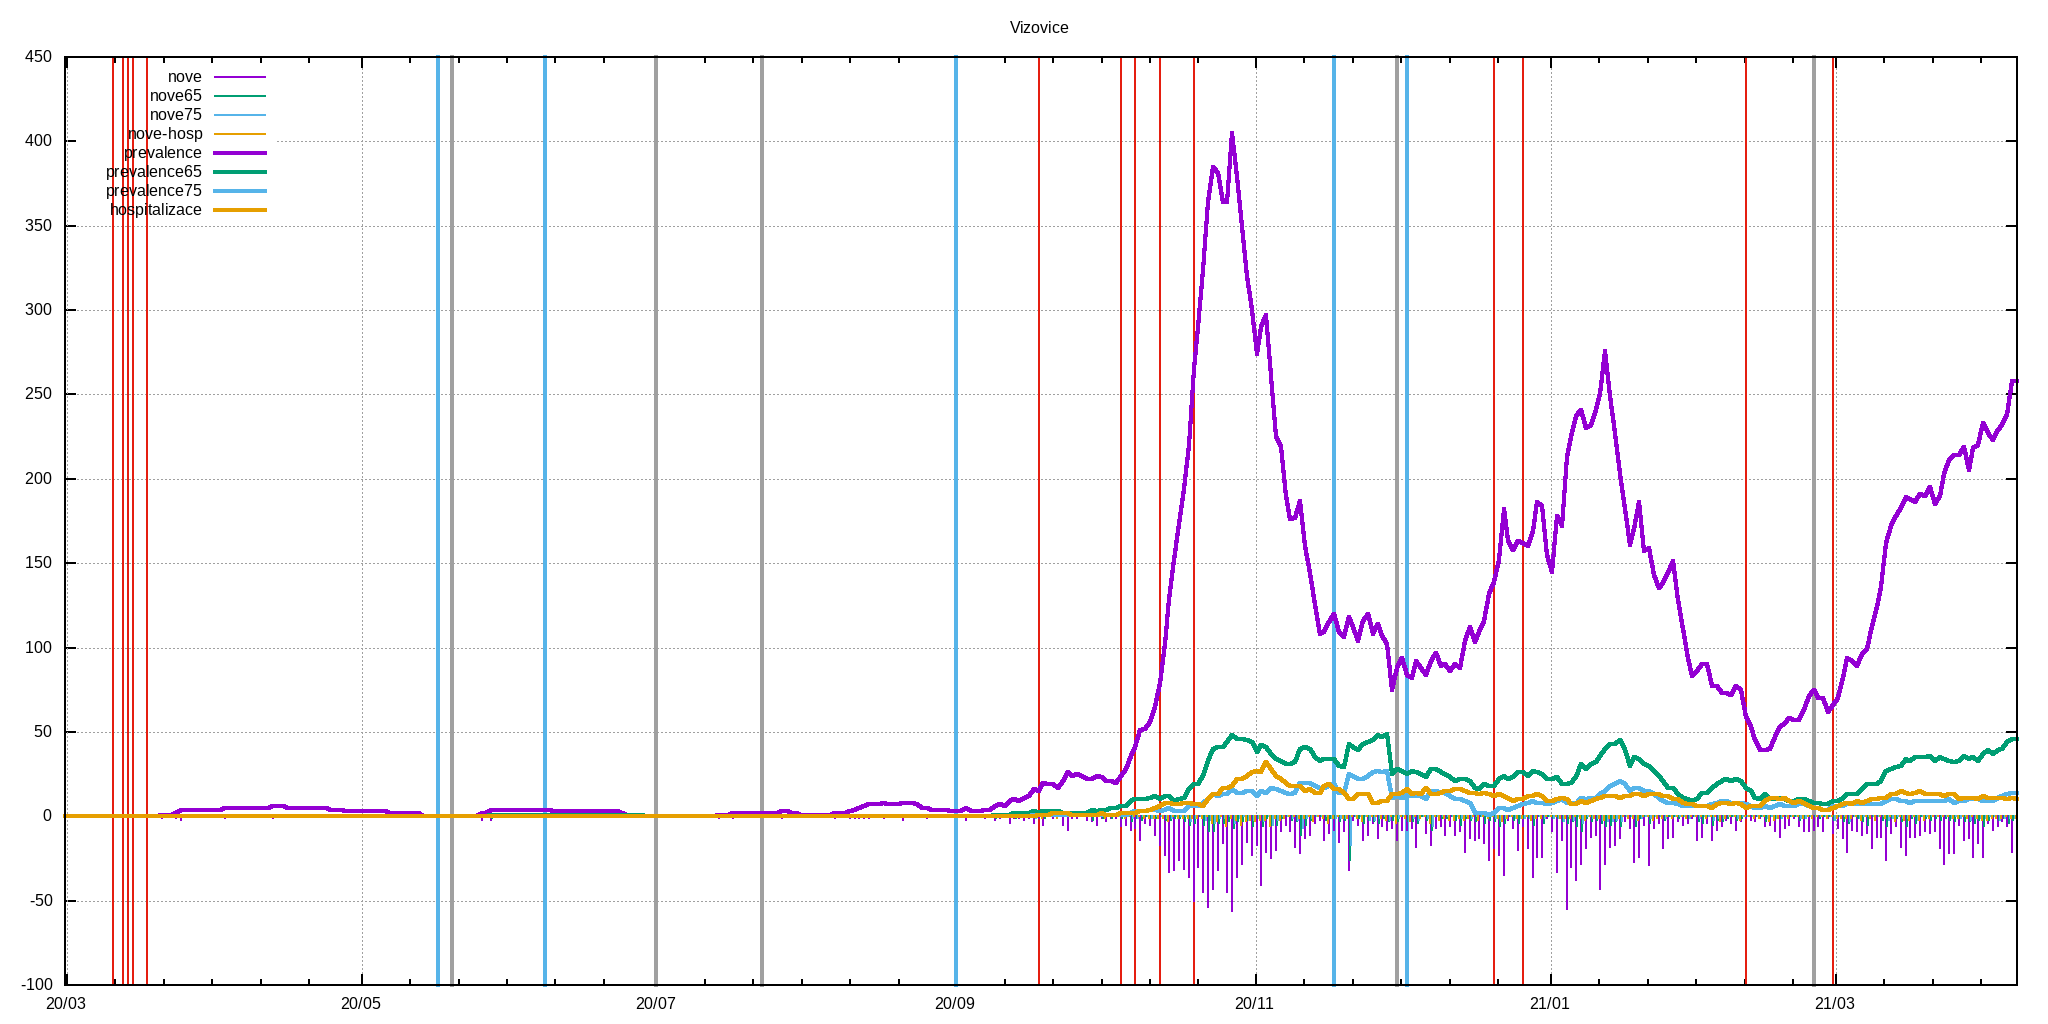 Vizovice
450
400
350
300
250
200
150
100
50
0
-50
-100
nove
nove65
nove75
nove-hosp
prevalence
prevalence65
prevalence75
hospitalizace
20/03 20/05 20/07 20/09 20/11 21/01 21/03